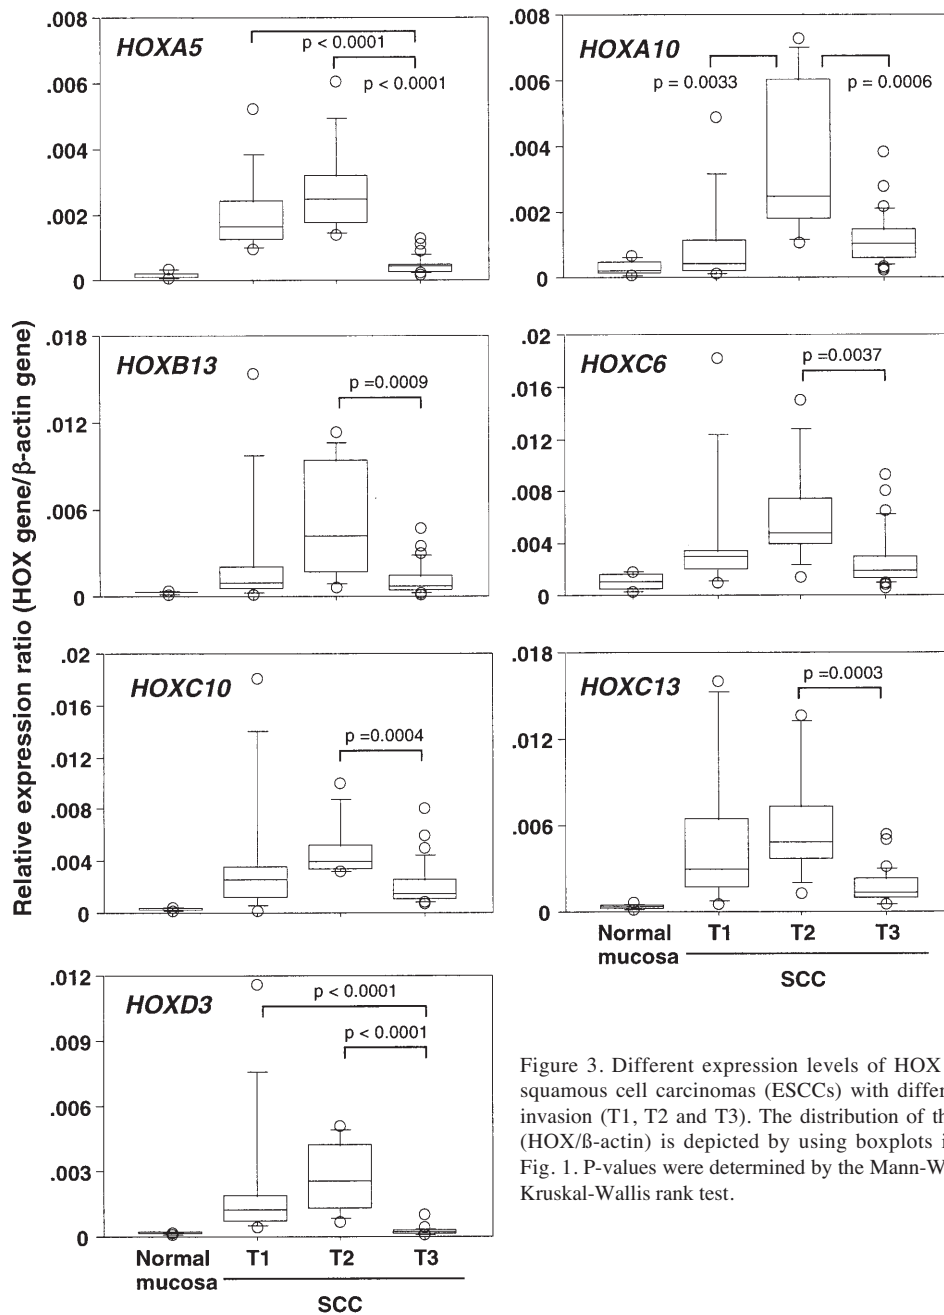 Relative expression ratio (HOX gene/β-actin gene)
HOXA5
.008
.006
.004
.002
0
p < 0.0001
p < 0.0001
HOXA10
.008
.006
.004
.002
0
p = 0.0033
p = 0.0006
HOXB13
.018
.012
.006
0
p =0.0009
HOXC6
.02
.016
.012
.008
.004
0
p =0.0037
HOXC10
.02
.016
.012
.008
.004
0
p =0.0004
HOXC13
.018
.012
.006
0
p =0.0003
Normal
mucosa
T1
T2
T3
SCC
HOXD3
.012
.009
.006
.003
0
p < 0.0001
p < 0.0001
Normal
mucosa
T1
T2
T3
SCC
Figure 3. Different expression levels of HOX
squamous cell carcinomas (ESCCs) with differ
invasion (T1, T2 and T3). The distribution of th
(HOX/ß-actin) is depicted by using boxplots i
Fig. 1. P-values were determined by the Mann-W
Kruskal-Wallis rank test.